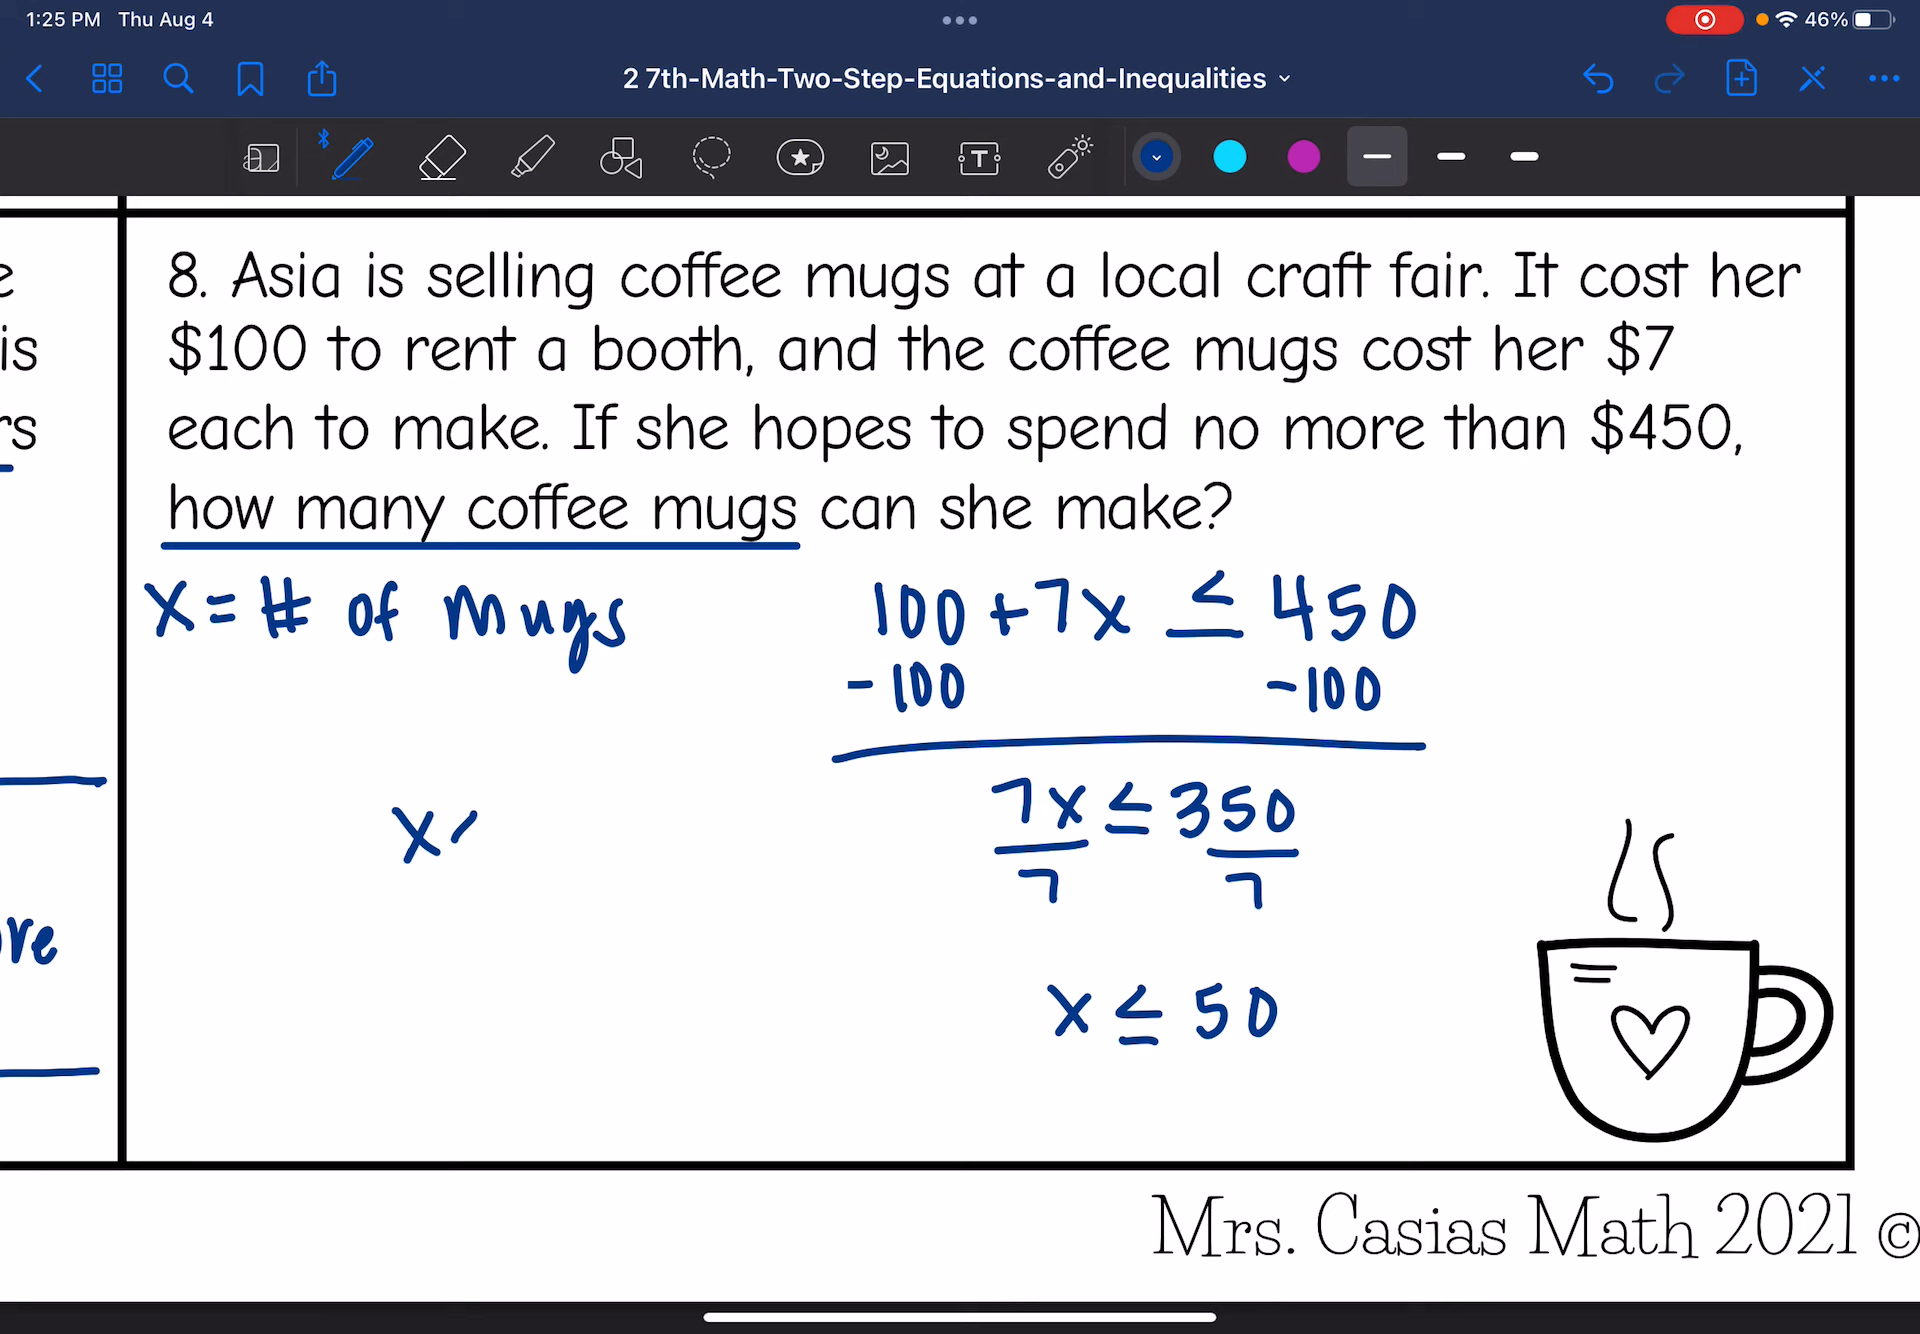 1:25 PM Thu Aug 4
46%
2 7th-Math-Two-Step-Equations-and-Inequalities
8. Asia is selling coffee mugs at a local craft fair. It cost her
$100 to rent a booth, and the coffee mugs cost her $7
each to make. If she hopes to spend no more than $450,
how many coffee mugs can she make?
e
is
rs
x = # of mugs
100 + 7x ≤ 450
- 100 - 100
7x ≤ 350
7 7
x ≤ 50
x
re
Mrs. Casias Math 2021 ©